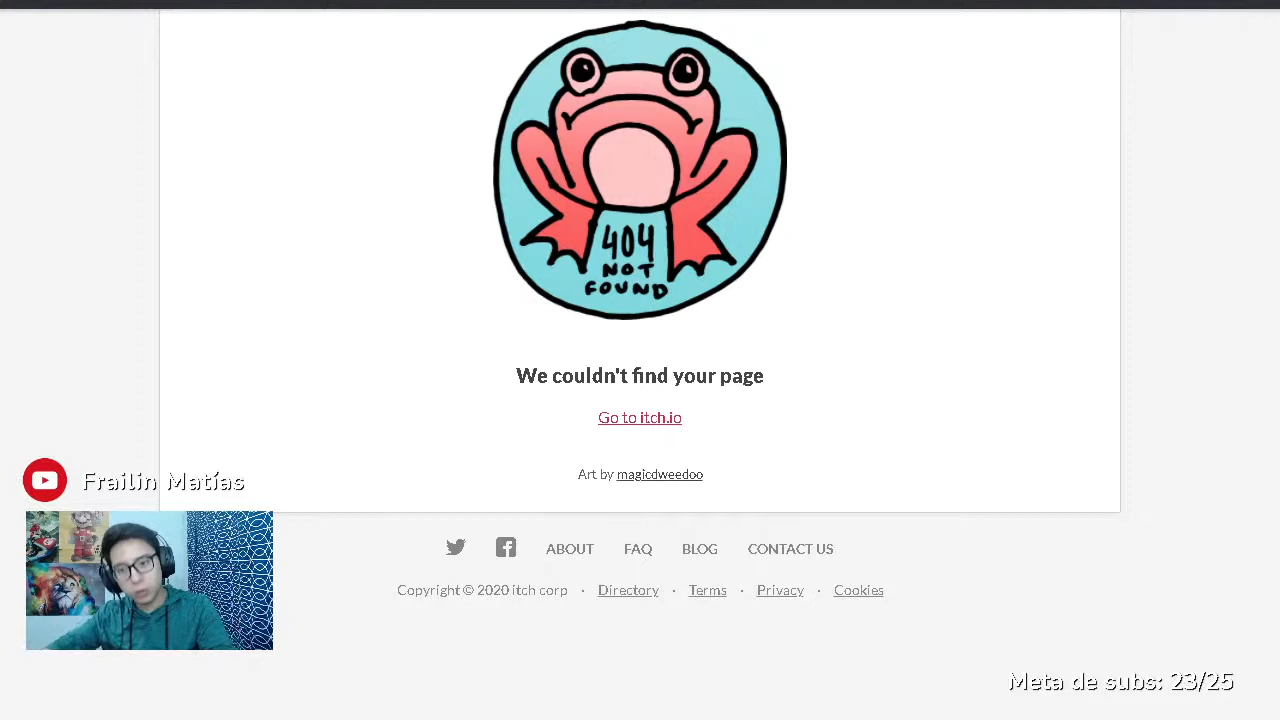 404
NOT
FOUND
We couldn't find your page
Go to itch.io
Art by magicdweedoo
Frailin Matías
ABOUT FAQ BLOG CONTACT US
Copyright © 2020 itch corp · Directory · Terms · Privacy · Cookies
Meta de subs: 23/25